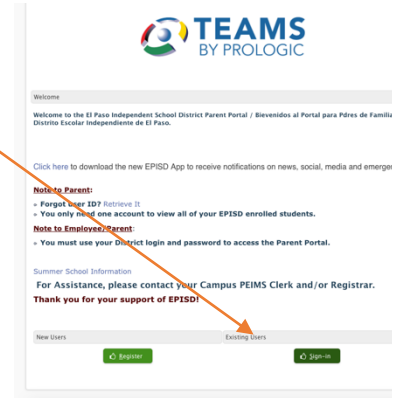 TEAMS
BY PROLOGIC
Welcome
Welcome to the El Paso Independent School District Parent Portal / Bievenidos al Portal para Pdres de Familia
Distrito Escolar Independiente de El Paso.
Click here to download the new EPISD App to receive notifications on news, social, media and emerge
Note to Parent:
» Forgot user ID? Retrieve It
» You only need one account to view all of your EPISD enrolled students.
Note to Employee/Parent:
» You must use your District login and password to access the Parent Portal.
Summer School Information
For Assistance, please contact your Campus PEIMS Clerk and/or Registrar.
Thank you for your support of EPISD!
New Users Existing Users
Register Sign-in